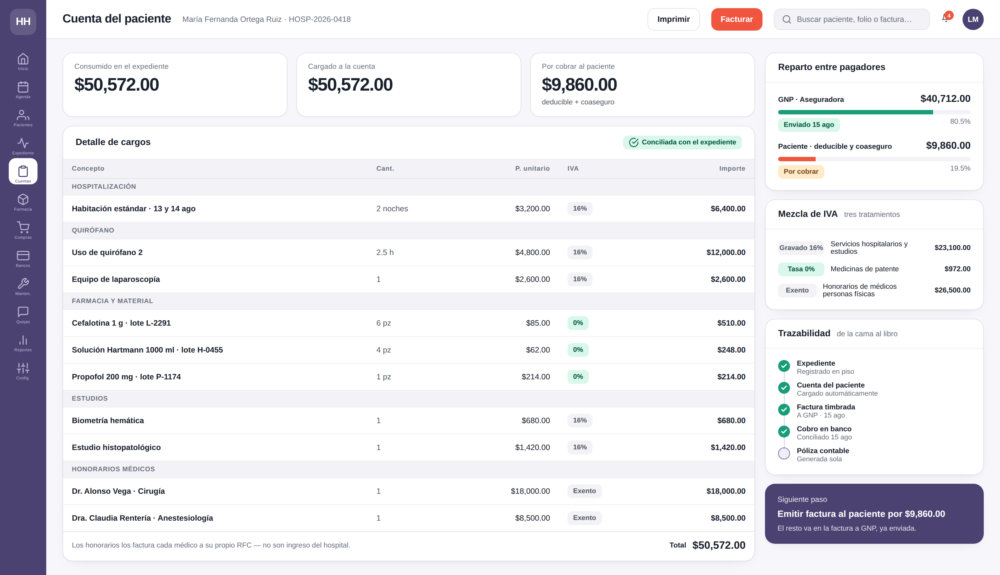 HH
Inicio
Agenda
Pacientes
Expediente
Cuentas
Farmacia
Compras
Bancos
Manten.
Quejas
Reportes
Config.
Cuenta del paciente María Fernanda Ortega Ruiz · HOSP-2026-0418
Imprimir Facturar Buscar paciente, folio o factura… 4 LM
Consumido en el expediente
$50,572.00
Cargado a la cuenta
$50,572.00
Por cobrar al paciente
$9,860.00
deducible + coaseguro
Detalle de cargos Conciliada con el expediente
Concepto Cant. P. unitario IVA Importe
HOSPITALIZACIÓN
Habitación estándar · 13 y 14 ago 2 noches $3,200.00 16% $6,400.00
QUIRÓFANO
Uso de quirófano 2 2.5 h $4,800.00 16% $12,000.00
Equipo de laparoscopía 1 $2,600.00 16% $2,600.00
FARMACIA Y MATERIAL
Cefalotina 1 g · lote L-2291 6 pz $85.00 0% $510.00
Solución Hartmann 1000 ml · lote H-0455 4 pz $62.00 0% $248.00
Propofol 200 mg · lote P-1174 1 pz $214.00 0% $214.00
ESTUDIOS
Biometría hemática 1 $680.00 16% $680.00
Estudio histopatológico 1 $1,420.00 16% $1,420.00
HONORARIOS MÉDICOS
Dr. Alonso Vega · Cirugía 1 $18,000.00 Exento $18,000.00
Dra. Claudia Rentería · Anestesiología 1 $8,500.00 Exento $8,500.00
Los honorarios los factura cada médico a su propio RFC — no son ingreso del hospital. Total $50,572.00
Reparto entre pagadores
GNP · Aseguradora $40,712.00
Enviado 15 ago 80.5%
Paciente · deducible y coaseguro $9,860.00
Por cobrar 19.5%
Mezcla de IVA tres tratamientos
Gravado 16% Servicios hospitalarios y estudios $23,100.00
Tasa 0% Medicinas de patente $972.00
Exento Honorarios de médicos personas físicas $26,500.00
Trazabilidad de la cama al libro
Expediente
Registrado en piso
Cuenta del paciente
Cargado automáticamente
Factura timbrada
A GNP · 15 ago
Cobro en banco
Conciliado 15 ago
Póliza contable
Generada sola
Siguiente paso
Emitir factura al paciente por $9,860.00
El resto va en la factura a GNP, ya enviada.